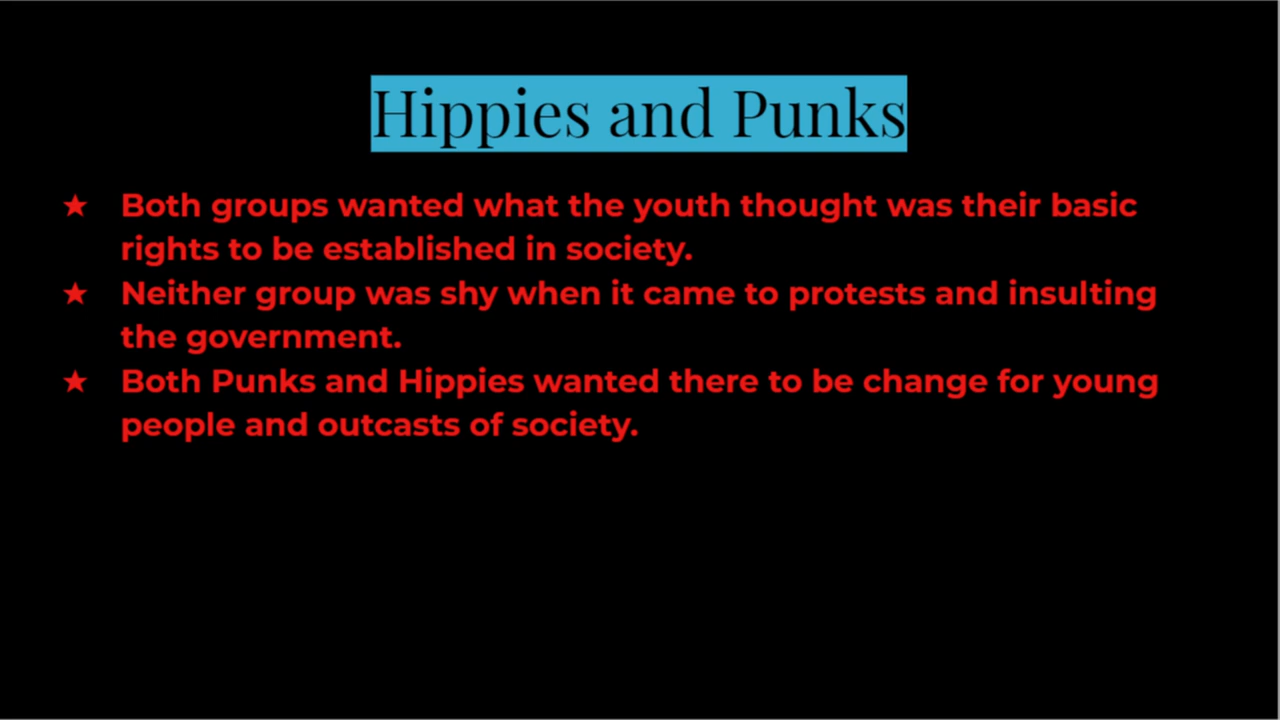 Hippies and Punks
★ Both groups wanted what the youth thought was their basic
rights to be established in society.
★ Neither group was shy when it came to protests and insulting
the government.
★ Both Punks and Hippies wanted there to be change for young
people and outcasts of society.